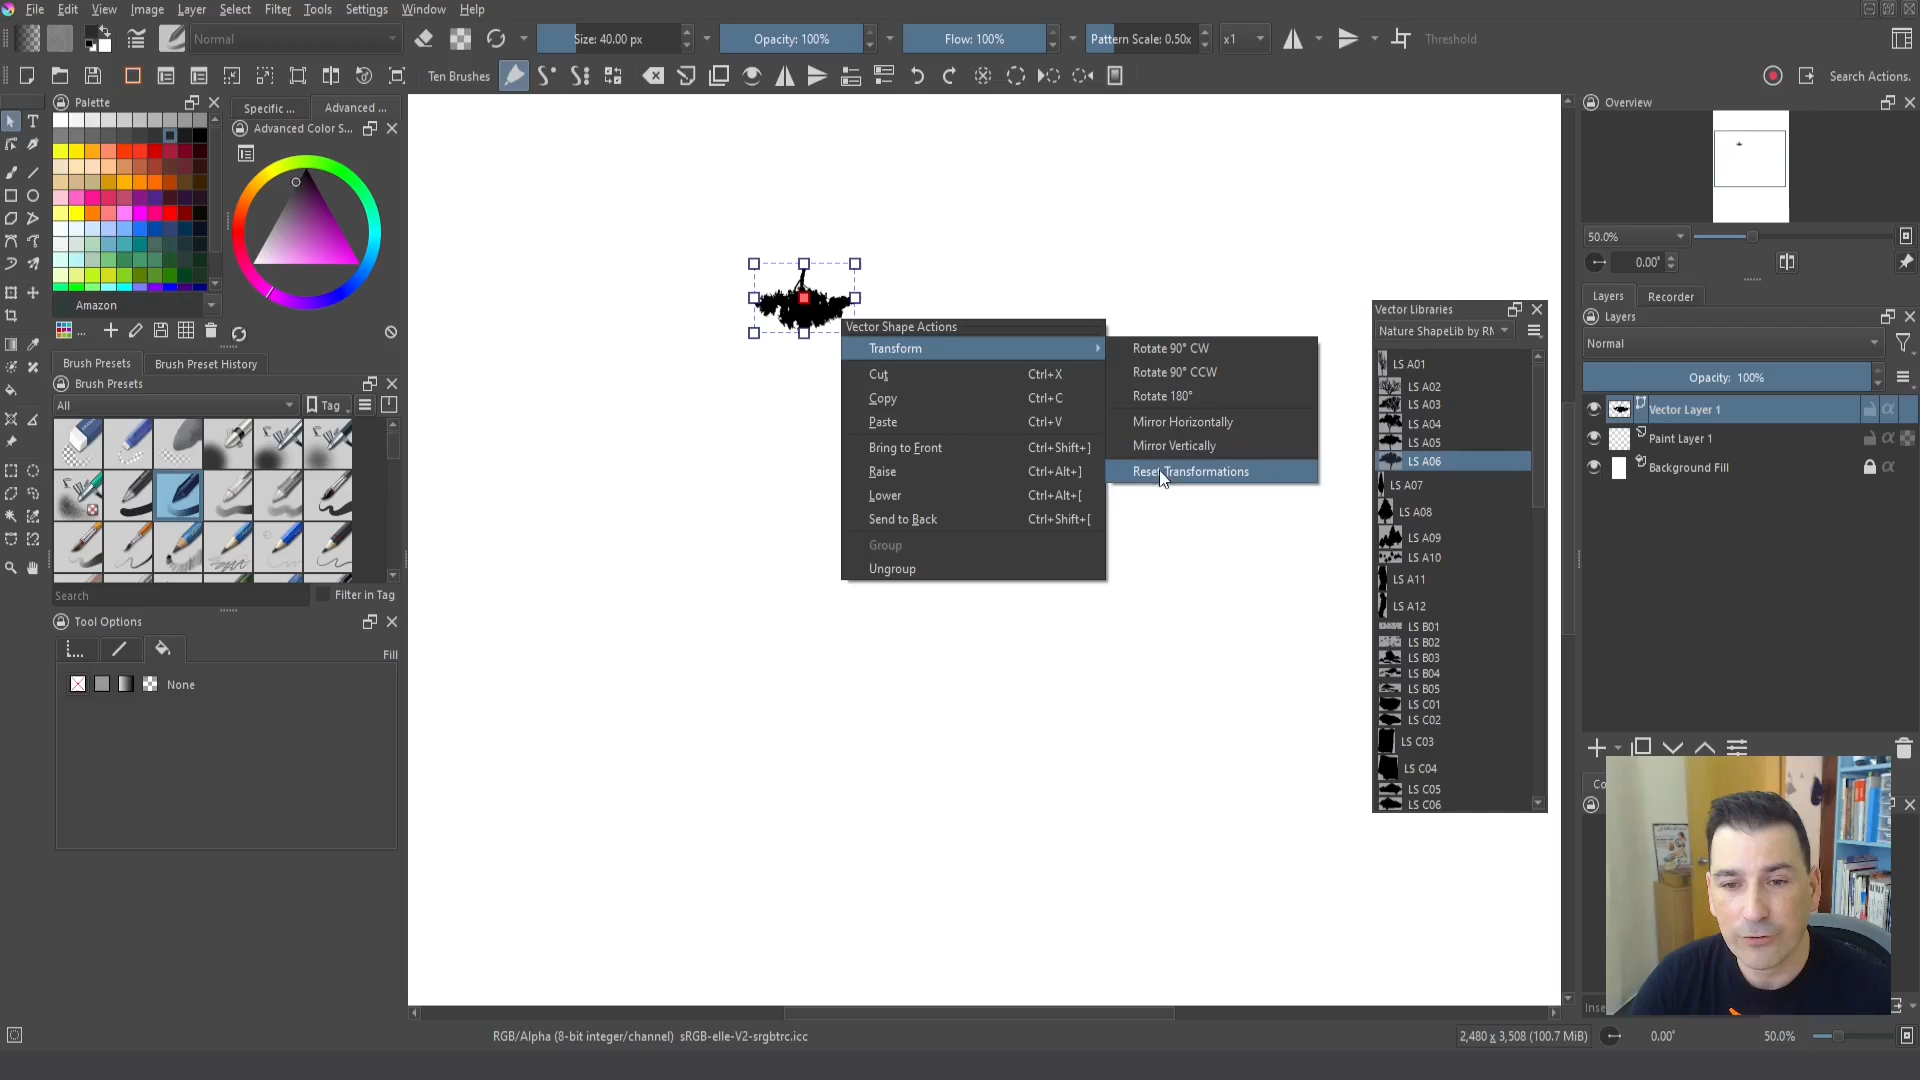 File Edit View Image Layer Select Filter Tools Settings Window Help
Normal Size: 40.00 px Opacity: 100% Flow: 100% Pattern Scale: 0.50x x1 Threshold
Ten Brushes Search Actions.
Palette
Specific ... Advanced ...
Advanced Color S...
Amazon
Brush Presets Brush Preset History
Brush Presets
All Tag
Search Filter in Tag
Tool Options
Fill
None
Vector Shape Actions
Transform
Cut Ctrl+X
Copy Ctrl+C
Paste Ctrl+V
Bring to Front Ctrl+Shift+]
Raise Ctrl+Alt+]
Lower Ctrl+Alt+[
Send to Back Ctrl+Shift+[
Group
Ungroup
Rotate 90° CW
Rotate 90° CCW
Rotate 180°
Mirror Horizontally
Mirror Vertically
Reset Transformations
Vector Libraries
Nature ShapeLib by RN
LS A01
LS A02
LS A03
LS A04
LS A05
LS A06
LS A07
LS A08
LS A09
LS A10
LS A11
LS A12
LS B01
LS B02
LS B03
LS B04
LS B05
LS C01
LS C02
LS C03
LS C04
LS C05
LS C06
Overview
50.0%
0.00°
Layers Recorder
Layers
Normal
Opacity: 100%
Vector Layer 1
Paint Layer 1
Background Fill
Co
Inse
RGB/Alpha (8-bit integer/channel) sRGB-elle-V2-srgbtrc.icc
2,480 x 3,508 (100.7 MiB) 0.00° 50.0%